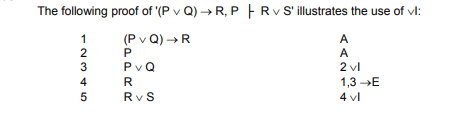 The following proof of '(P ∨ Q) → R, P ⊢ R ∨ S' illustrates the use of ∨I:
1 (P ∨ Q) → R A
2 P A
3 P ∨ Q 2 ∨I
4 R 1,3 →E
5 R ∨ S 4 ∨I